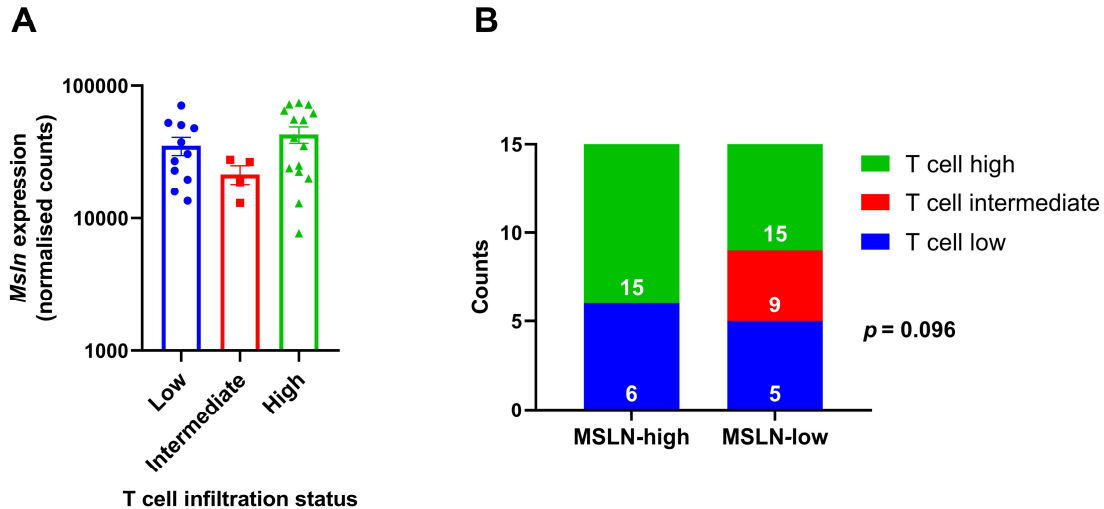 A
Msln expression
(normalised counts)
100000
10000
1000
Low
Intermediate
High
T cell infiltration status
B
Counts
15
10
5
0
15
6
15
9
5
MSLN-high
MSLN-low
T cell high
T cell intermediate
T cell low
p = 0.096